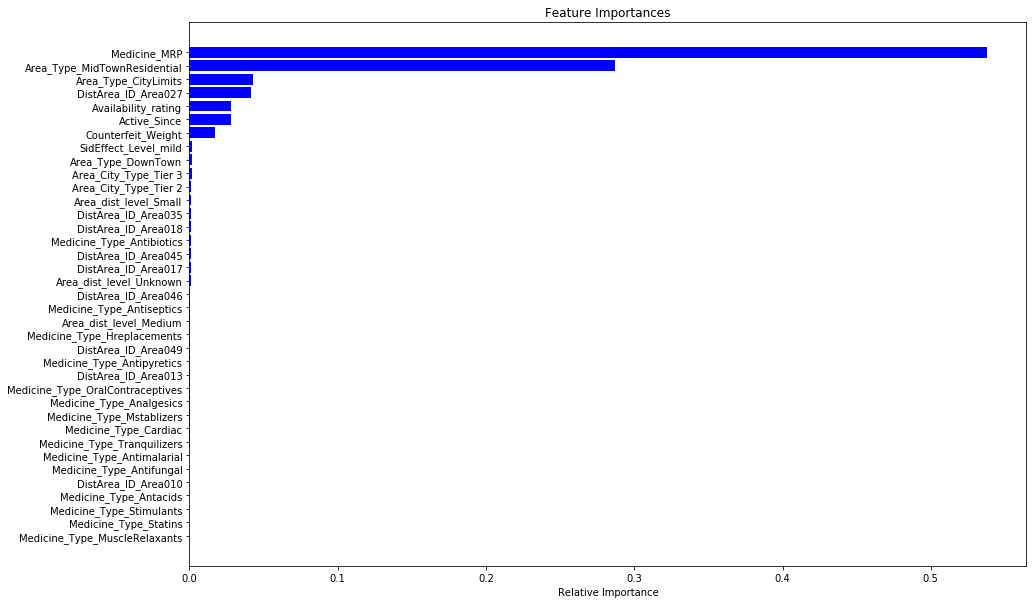 Feature Importances
Medicine_MRP
Area_Type_MidTownResidential
Area_Type_CityLimits
DistArea_ID_Area027
Availability_rating
Active_Since
Counterfeit_Weight
SidEffect_Level_mild
Area_Type_DownTown
Area_City_Type_Tier 3
Area_City_Type_Tier 2
Area_dist_level_Small
DistArea_ID_Area035
DistArea_ID_Area018
Medicine_Type_Antibiotics
DistArea_ID_Area045
DistArea_ID_Area017
Area_dist_level_Unknown
DistArea_ID_Area046
Medicine_Type_Antiseptics
Area_dist_level_Medium
Medicine_Type_Hreplacements
DistArea_ID_Area049
Medicine_Type_Antipyretics
DistArea_ID_Area013
Medicine_Type_OralContraceptives
Medicine_Type_Analgesics
Medicine_Type_Mstablizers
Medicine_Type_Cardiac
Medicine_Type_Tranquilizers
Medicine_Type_Antimalarial
Medicine_Type_Antifungal
DistArea_ID_Area010
Medicine_Type_Antacids
Medicine_Type_Stimulants
Medicine_Type_Statins
Medicine_Type_MuscleRelaxants
0.0 0.1 0.2 0.3 0.4 0.5
Relative Importance